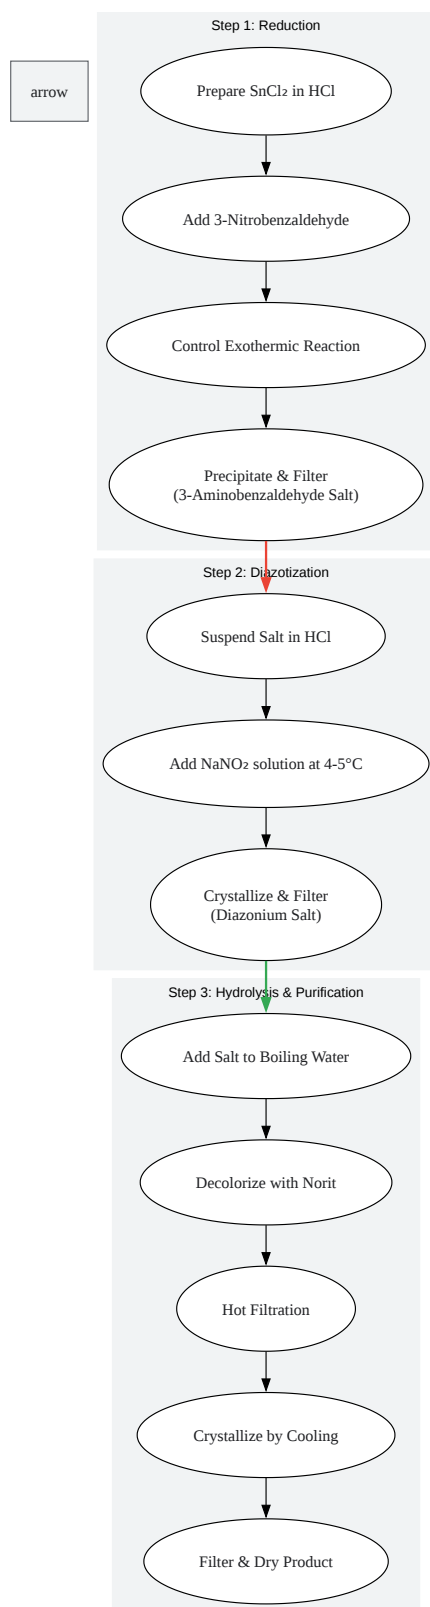 Step 1: Reduction
arrow
Prepare SnCl₂ in HCl
Add 3-Nitrobenzaldehyde
Control Exothermic Reaction
Precipitate & Filter
(3-Aminobenzaldehyde Salt)
Step 2: Diazotization
Suspend Salt in HCl
Add NaNO₂ solution at 4-5°C
Crystallize & Filter
(Diazonium Salt)
Step 3: Hydrolysis & Purification
Add Salt to Boiling Water
Decolorize with Norit
Hot Filtration
Crystallize by Cooling
Filter & Dry Product